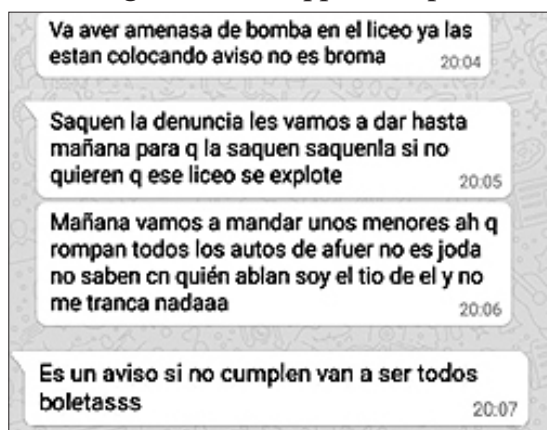 Va aver amenasa de bomba en el liceo ya las
estan colocando aviso no es broma
20:04
Saquen la denuncia les vamos a dar hasta
mañana para q la saquen saquenla si no
quieren q ese liceo se explote
20:05
Mañana vamos a mandar unos menores ah q
rompan todos los autos de afuer no es joda
no saben cn quién ablan soy el tio de el y no
me tranca nadaaa
20:06
Es un aviso si no cumplen van a ser todos
boletasss
20:07